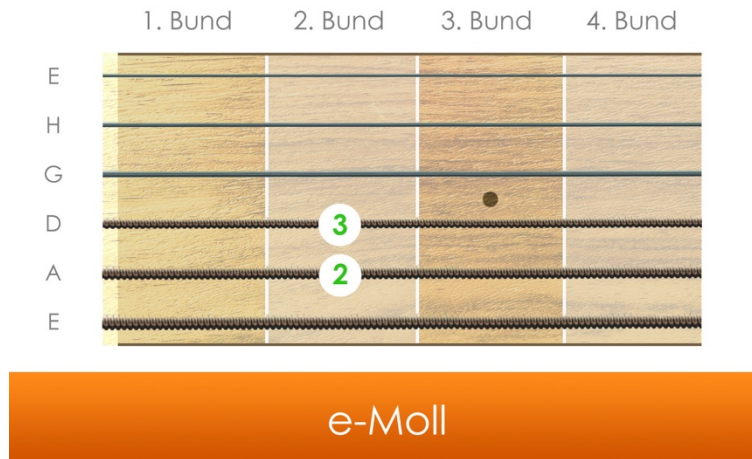 1. Bund 2. Bund 3. Bund 4. Bund
E
H
G
D 3
A 2
E
e-Moll